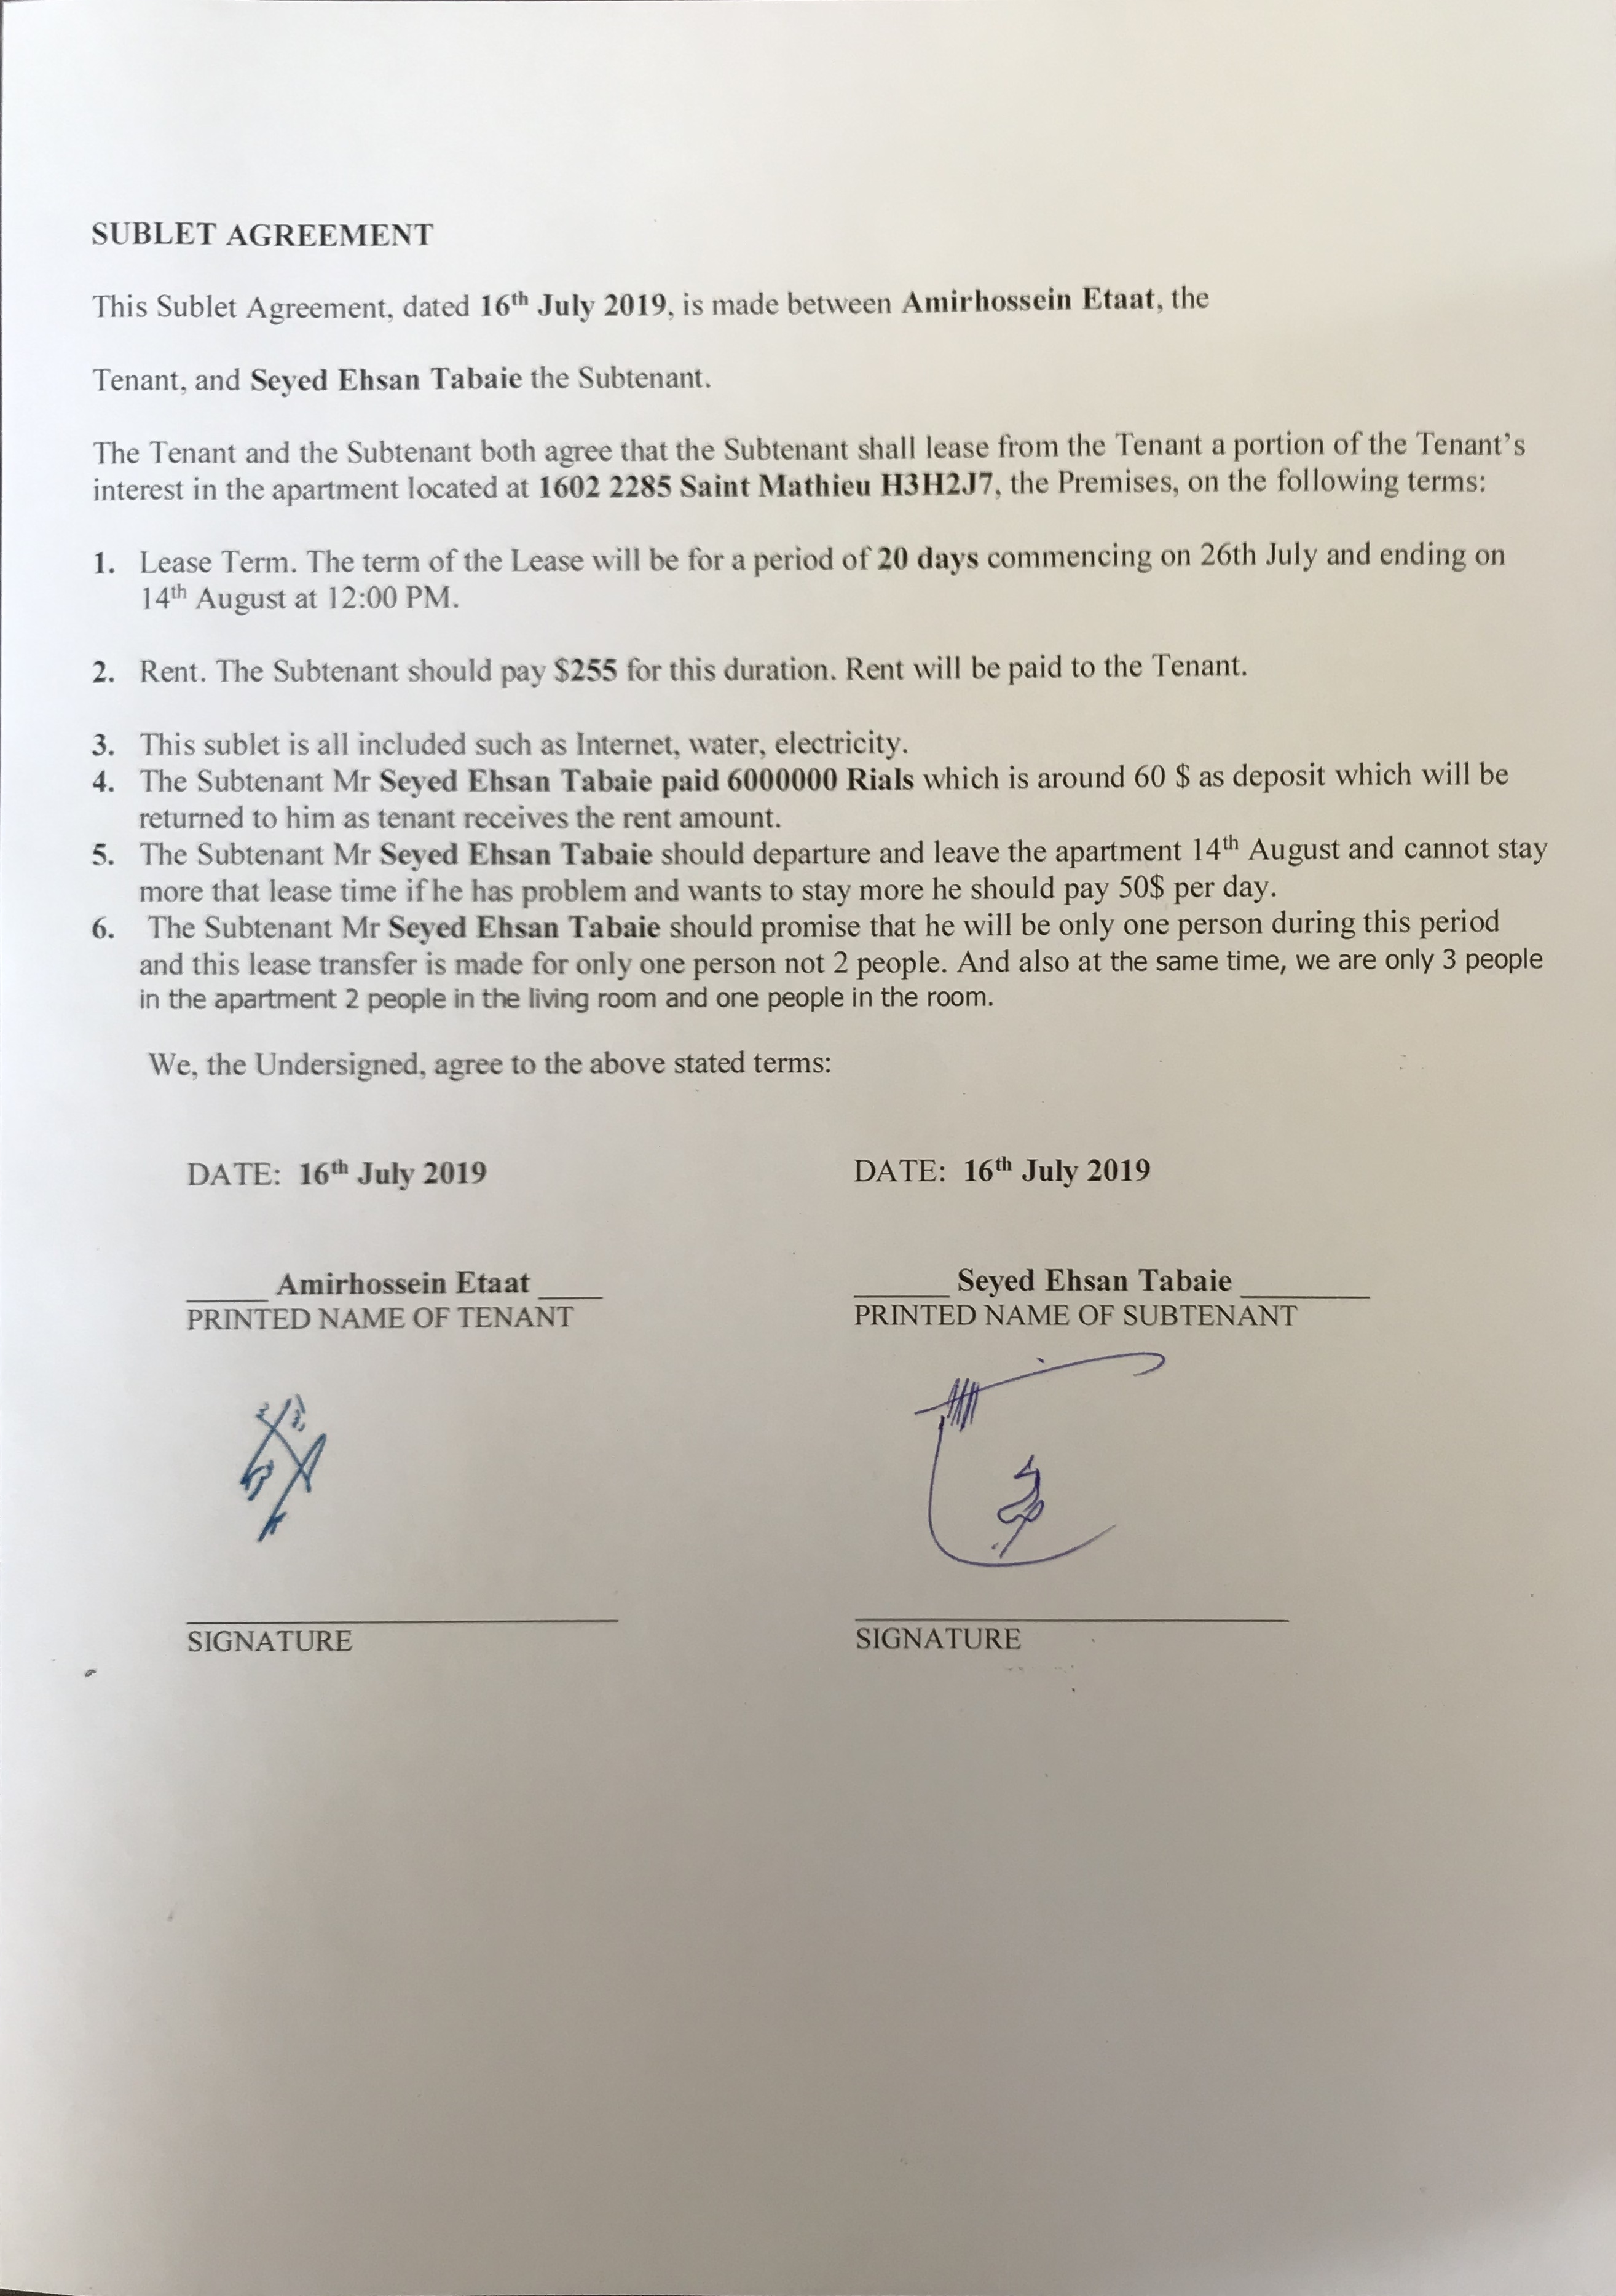 SUBLET AGREEMENT
This Sublet Agreement, dated 16th July 2019, is made between Amirhossein Etaat, the
Tenant, and Seyed Ehsan Tabaie the Subtenant.
The Tenant and the Subtenant both agree that the Subtenant shall lease from the Tenant a portion of the Tenant's
interest in the apartment located at 1602 2285 Saint Mathieu H3H2J7, the Premises, on the following terms:
1. Lease Term. The term of the Lease will be for a period of 20 days commencing on 26th July and ending on
14th August at 12:00 PM.
2. Rent. The Subtenant should pay $255 for this duration. Rent will be paid to the Tenant.
3. This sublet is all included such as Internet, water, electricity.
4. The Subtenant Mr Seyed Ehsan Tabaie paid 6000000 Rials which is around 60 $ as deposit which will be
returned to him as tenant receives the rent amount.
5. The Subtenant Mr Seyed Ehsan Tabaie should departure and leave the apartment 14th August and cannot stay
more that lease time if he has problem and wants to stay more he should pay 50$ per day.
6. The Subtenant Mr Seyed Ehsan Tabaie should promise that he will be only one person during this period
and this lease transfer is made for only one person not 2 people. And also at the same time, we are only 3 people
in the apartment 2 people in the living room and one people in the room.
We, the Undersigned, agree to the above stated terms:
DATE: 16th July 2019 DATE: 16th July 2019
Amirhossein Etaat Seyed Ehsan Tabaie
PRINTED NAME OF TENANT PRINTED NAME OF SUBTENANT
SIGNATURE SIGNATURE